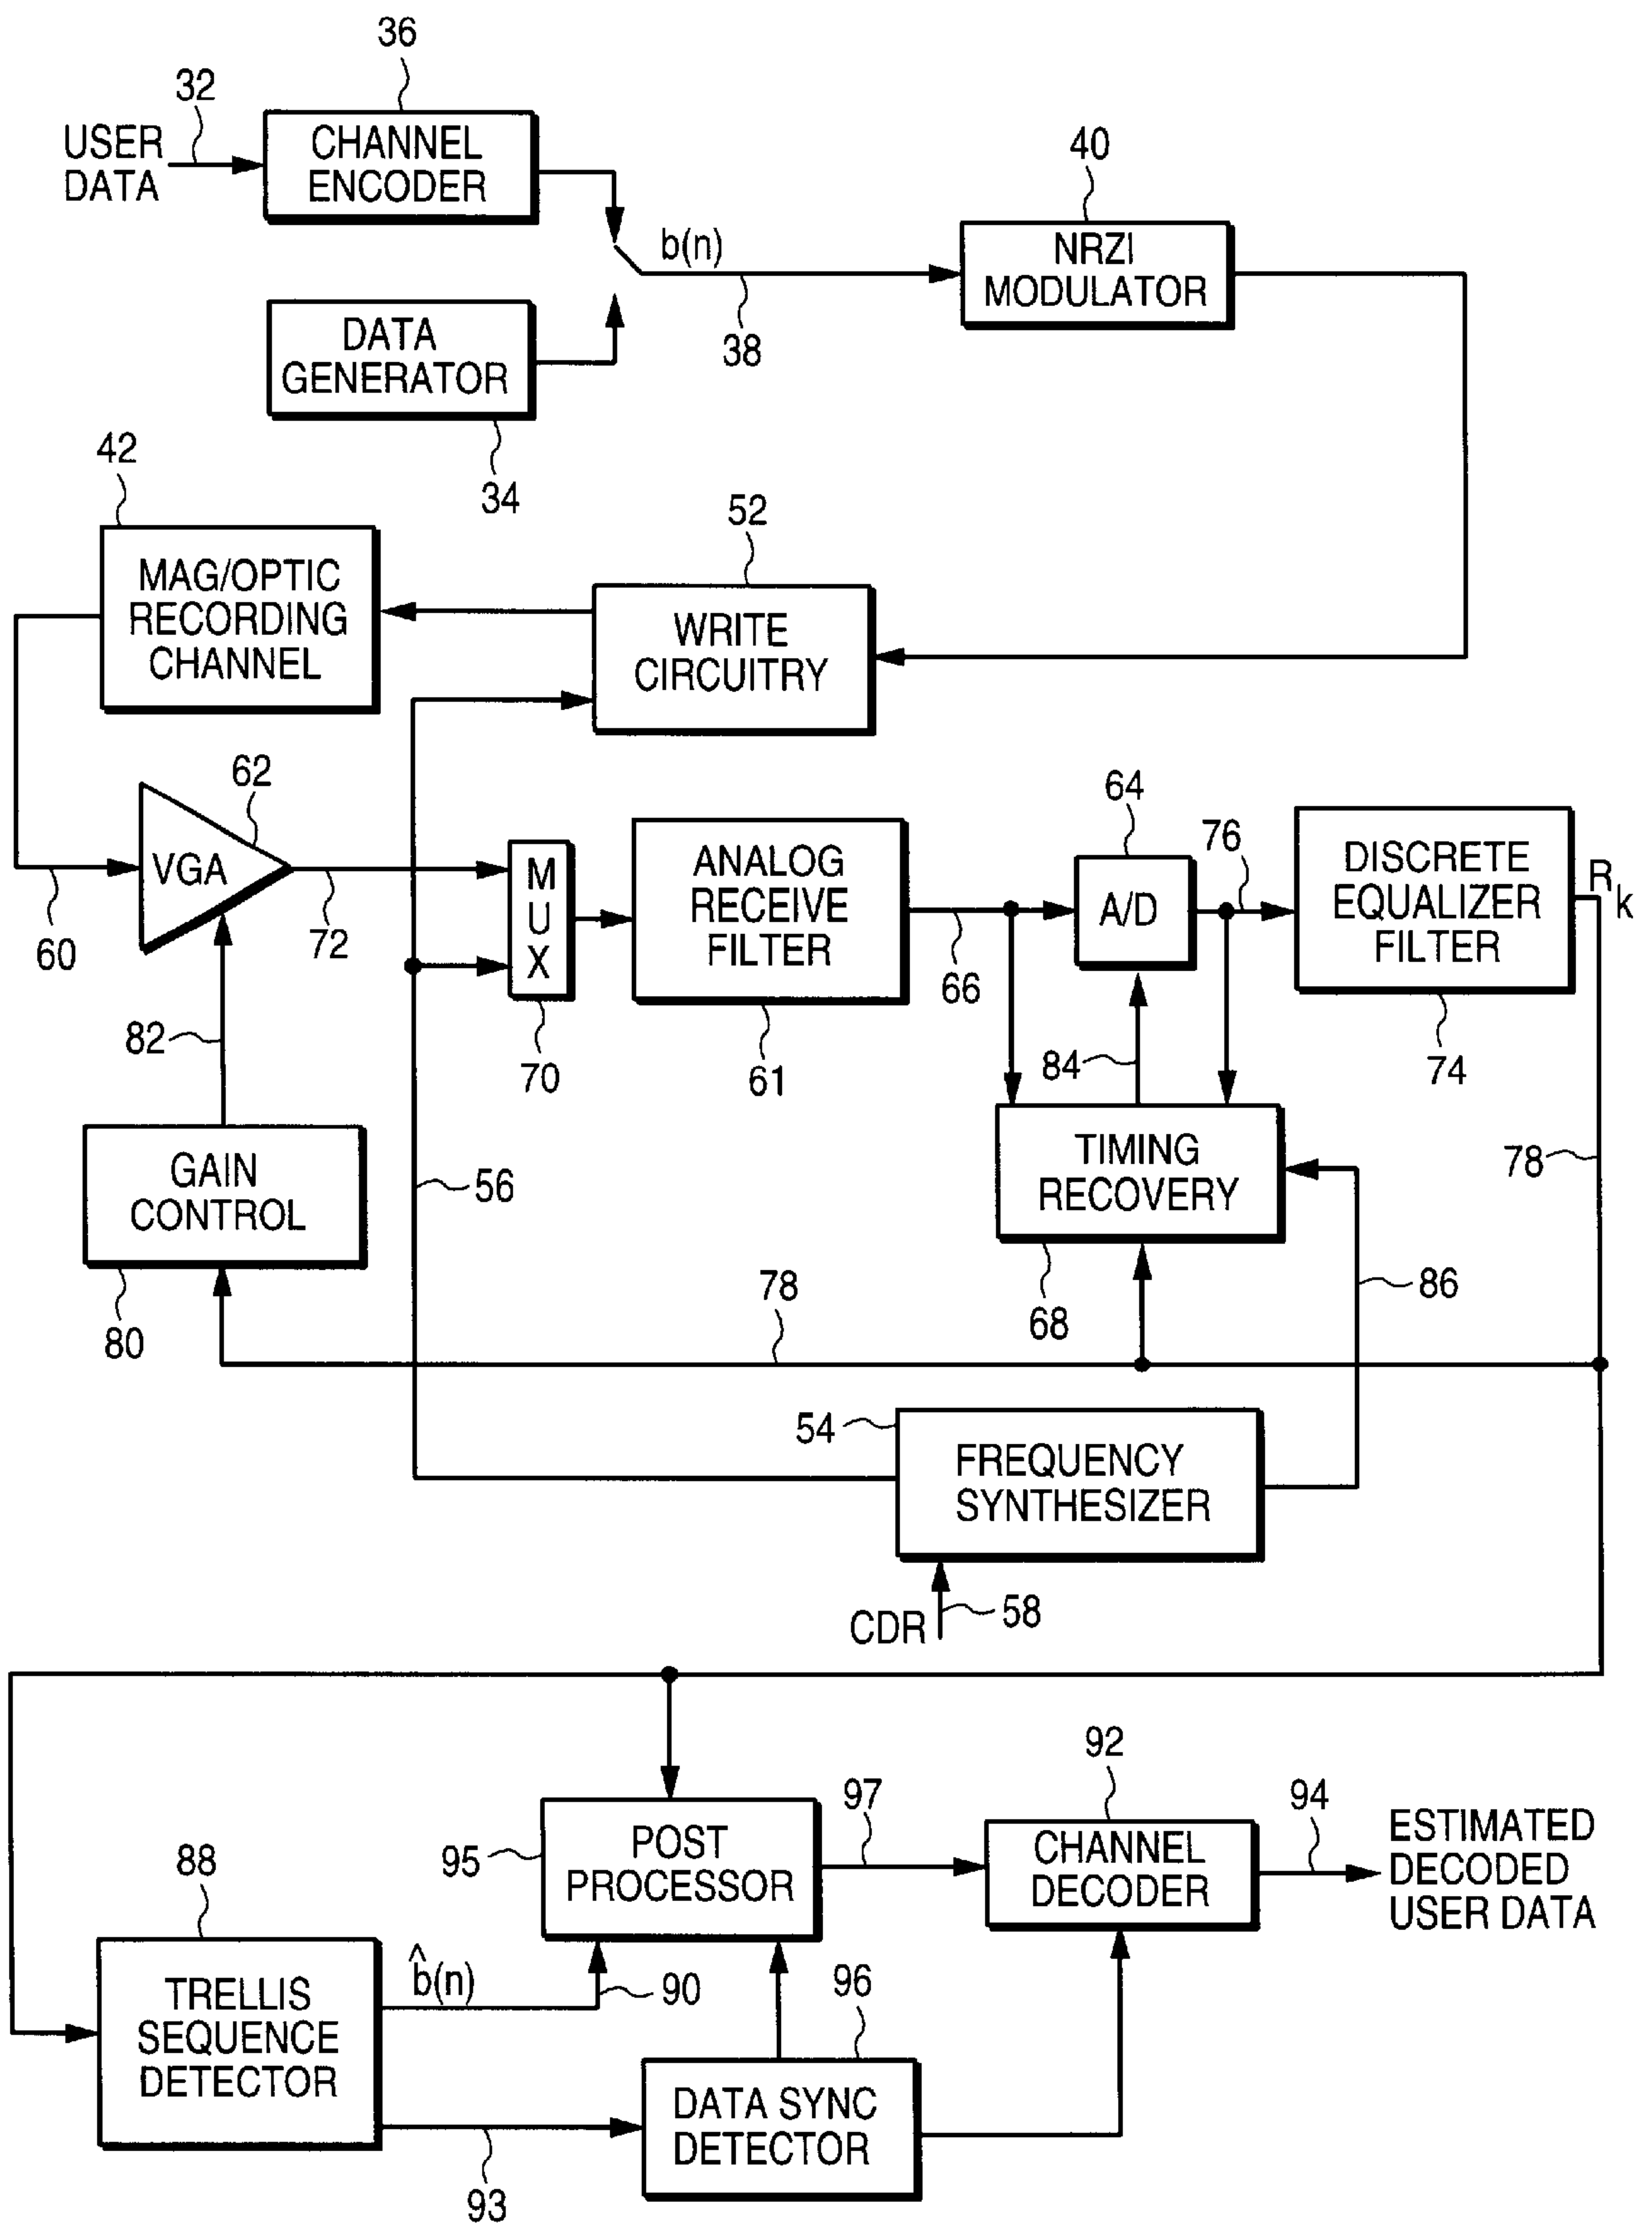 36
32
USER
DATA
CHANNEL
ENCODER
40
b(n)
NRZI
MODULATOR
38
DATA
GENERATOR
34
42
52
MAG/OPTIC
RECORDING
CHANNEL
WRITE
CIRCUITRY
62
64
76
VGA
72
60
M
U
X
70
ANALOG
RECEIVE
FILTER
61
66
A/D
DISCRETE
EQUALIZER
FILTER
74
Rk
82
84
GAIN
CONTROL
80
56
TIMING
RECOVERY
68
78
86
78
54
FREQUENCY
SYNTHESIZER
CDR
58
92
97
94
95
POST
PROCESSOR
CHANNEL
DECODER
ESTIMATED
DECODED
USER DATA
88
b̂(n)
90
96
TRELLIS
SEQUENCE
DETECTOR
DATA SYNC
DETECTOR
93